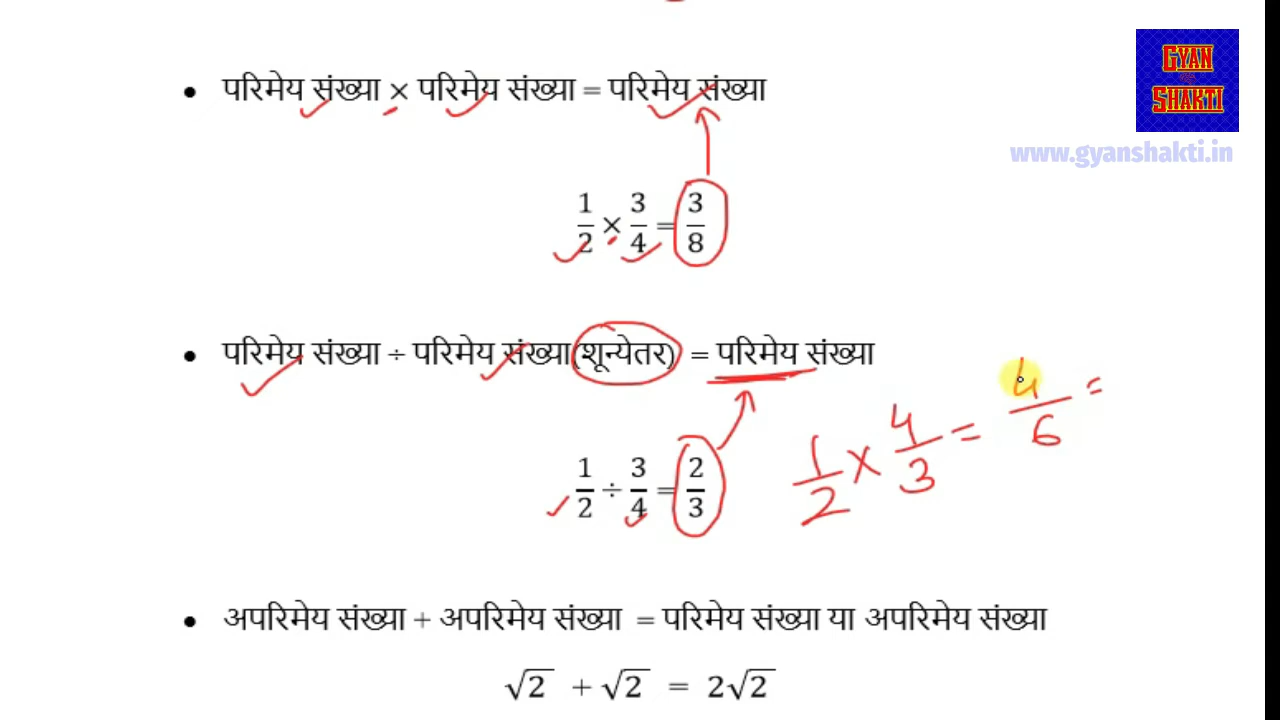 GYAN
SHAKTI
www.gyanshakti.in
• परिमेय संख्या × परिमेय संख्या = परिमेय संख्या
1/2 × 3/4 = 3/8
• परिमेय संख्या ÷ परिमेय संख्या(शून्येतर) = परिमेय संख्या
1/2 ÷ 3/4 = 2/3
1/2 × 4/3 = 4/6 =
• अपरिमेय संख्या + अपरिमेय संख्या = परिमेय संख्या या अपरिमेय संख्या
√2 + √2 = 2√2